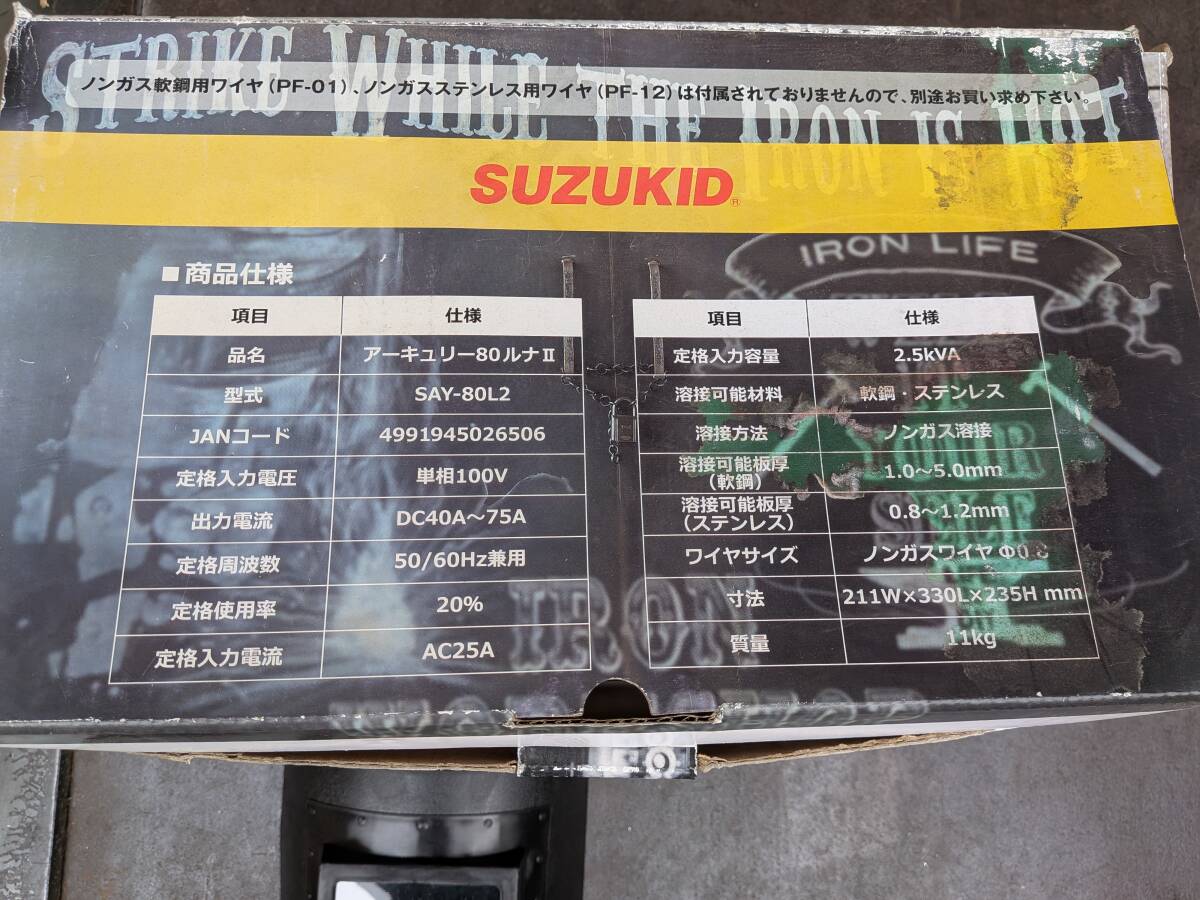 STRIKE WHILE THE IRON IS HOT
ノンガス軟鋼用ワイヤ(PF-01)、ノンガスステンレス用ワイヤ(PF-12)は付属されておりませんので、別途お買い求め下さい。
SUZUKID®
IRON LIFE
■商品仕様
項目 仕様
品名 アーキュリー80ルナⅡ
型式 SAY-80L2
JANコード 4991945026506
定格入力電圧 単相100V
出力電流 DC40A～75A
定格周波数 50/60Hz兼用
定格使用率 20%
定格入力電流 AC25A
項目 仕様
定格入力容量 2.5kVA
溶接可能材料 軟鋼・ステンレス
溶接方法 ノンガス溶接
溶接可能板厚
（軟鋼） 1.0～5.0mm
溶接可能板厚
（ステンレス） 0.8～1.2mm
ワイヤサイズ ノンガスワイヤ Φ0.8
寸法 211W×330L×235H mm
質量 11kg
IRON